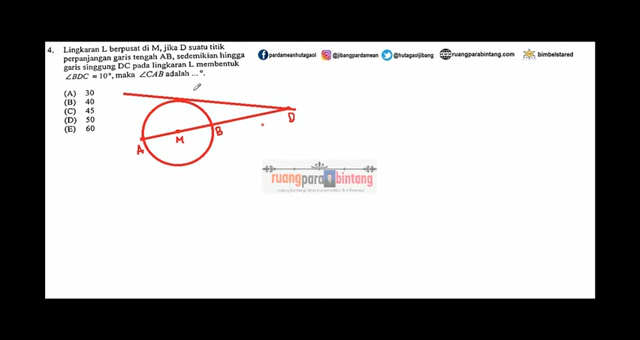 4. Lingkaran L berpusat di M, jika D suatu titik
perpanjangan garis tengah AB, sedemikian hingga
garis singgung DC pada lingkaran L membentuk
∠BDC = 10°, maka ∠CAB adalah ...°.
(A) 30
(B) 40
(C) 45
(D) 50
(E) 60
pardameanhutagaol @jibangpardamean @hutagaoljibang ruangparabintang.com bimbelstared
A M B D
ruangparabintang